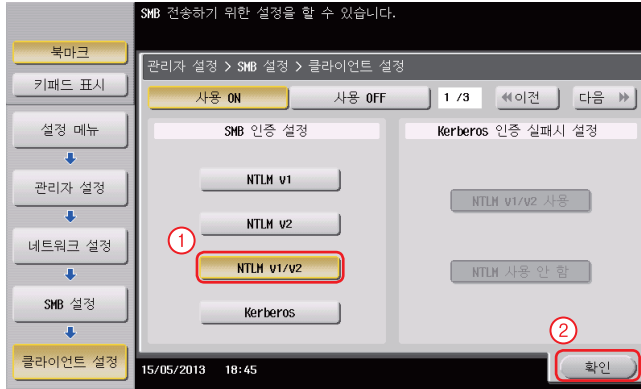 SMB 전송하기 위한 설정을 할 수 있습니다.
북마크
키패드 표시
설정 메뉴
관리자 설정
네트워크 설정
SMB 설정
클라이언트 설정
관리자 설정 > SMB 설정 > 클라이언트 설정
사용 ON 사용 OFF 1 /3 이전 다음
SMB 인증 설정
NTLM v1
NTLM v2
① NTLM v1/v2
Kerberos
Kerberos 인증 실패시 설정
NTLM v1/v2 사용
NTLM 사용 안 함
②
15/05/2013 18:45 확인